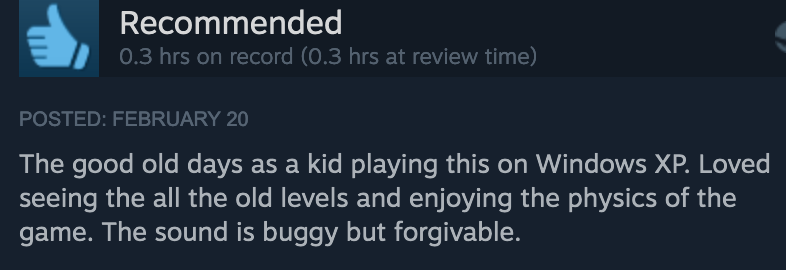 Recommended
0.3 hrs on record (0.3 hrs at review time)
POSTED: FEBRUARY 20
The good old days as a kid playing this on Windows XP. Loved
seeing the all the old levels and enjoying the physics of the
game. The sound is buggy but forgivable.